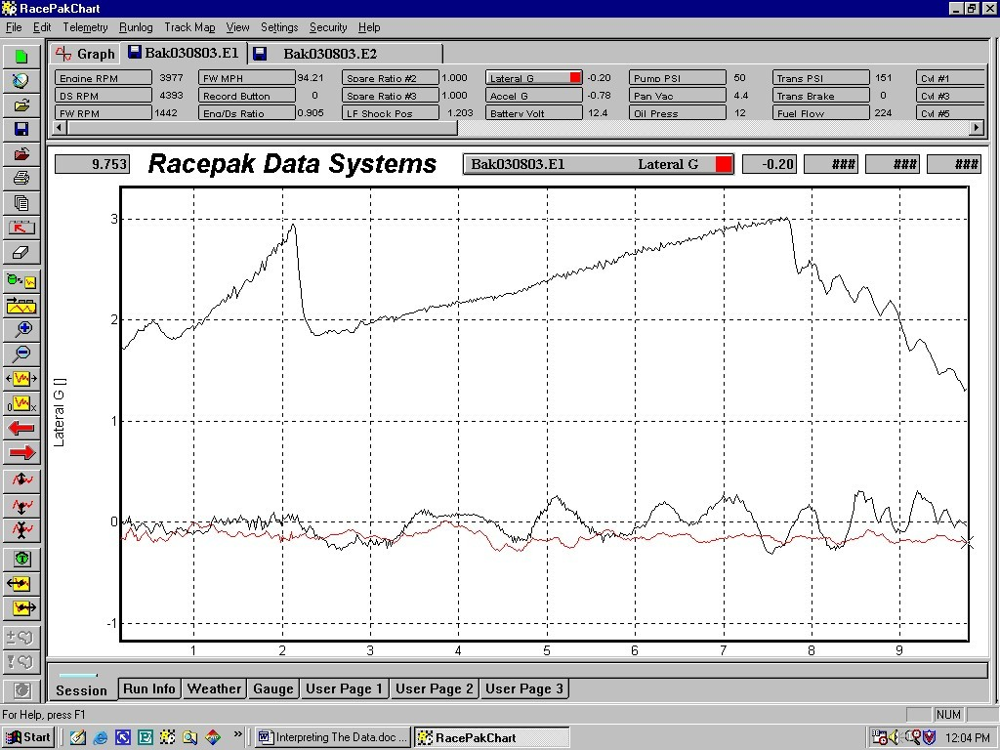 RacePakChart
File Edit Telemetry Runlog Track Map View Settings Security Help
Graph Bak030803.E1 Bak030803.E2
Engine RPM 3977 FW MPH 94.21 Spare Ratio #2 1.000 Lateral G -0.20 Pump PSI 50 Trans PSI 151 Cyl #1
DS RPM 4393 Record Button 0 Spare Ratio #3 1.000 Accel G -0.78 Pan Vac 4.4 Trans Brake 0 Cyl #3
FW RPM 1442 Eng/Ds Ratio 0.905 LF Shock Pos 1.203 Battery Volt 12.4 Oil Press 12 Fuel Flow 224 Cyl #5
9.753 Racepak Data Systems Bak030803.E1 Lateral G -0.20 ### ### ###
3
2
1
0
-1
Lateral G []
1 2 3 4 5 6 7 8 9
Session Run Info Weather Gauge User Page 1 User Page 2 User Page 3
For Help, press F1 NUM
Start » Interpreting The Data.doc ... RacePakChart 12:04 PM